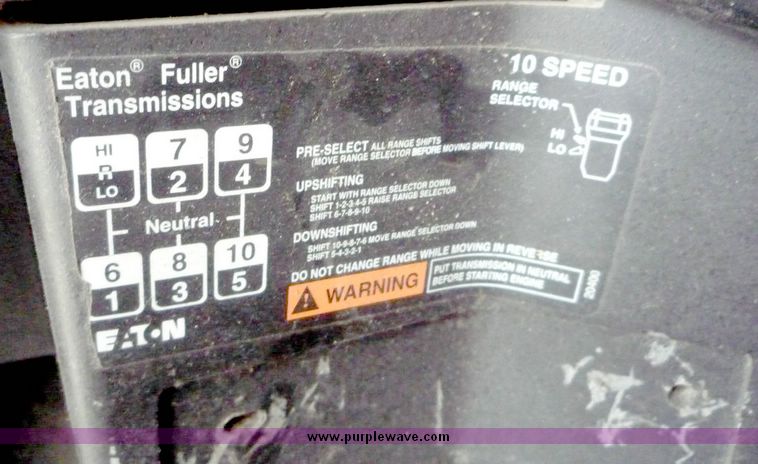 Eaton® Fuller®
Transmissions
10 SPEED
RANGE
SELECTOR
HI
LO
HI
R
LO
7
2
9
4
Neutral
6
1
8
3
10
5
EATON
PRE-SELECT ALL RANGE SHIFTS
(MOVE RANGE SELECTOR BEFORE MOVING SHIFT LEVER)
UPSHIFTING
START WITH RANGE SELECTOR DOWN
SHIFT 1-2-3-4-5 RAISE RANGE SELECTOR
SHIFT 6-7-8-9-10
DOWNSHIFTING
SHIFT 10-9-8-7-6 MOVE RANGE SELECTOR DOWN
SHIFT 5-4-3-2-1
DO NOT CHANGE RANGE WHILE MOVING IN REVERSE
WARNING
PUT TRANSMISSION IN NEUTRAL
BEFORE STARTING ENGINE
20400
www.purplewave.com